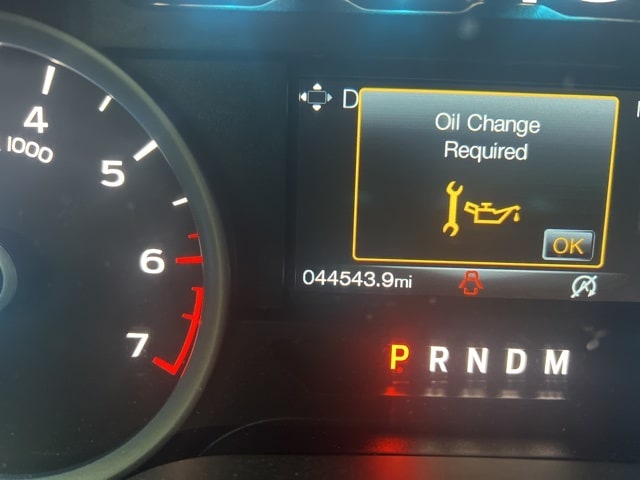 4
1000
5
6
7
D
Oil Change
Required
OK
044543.9mi
P R N D M